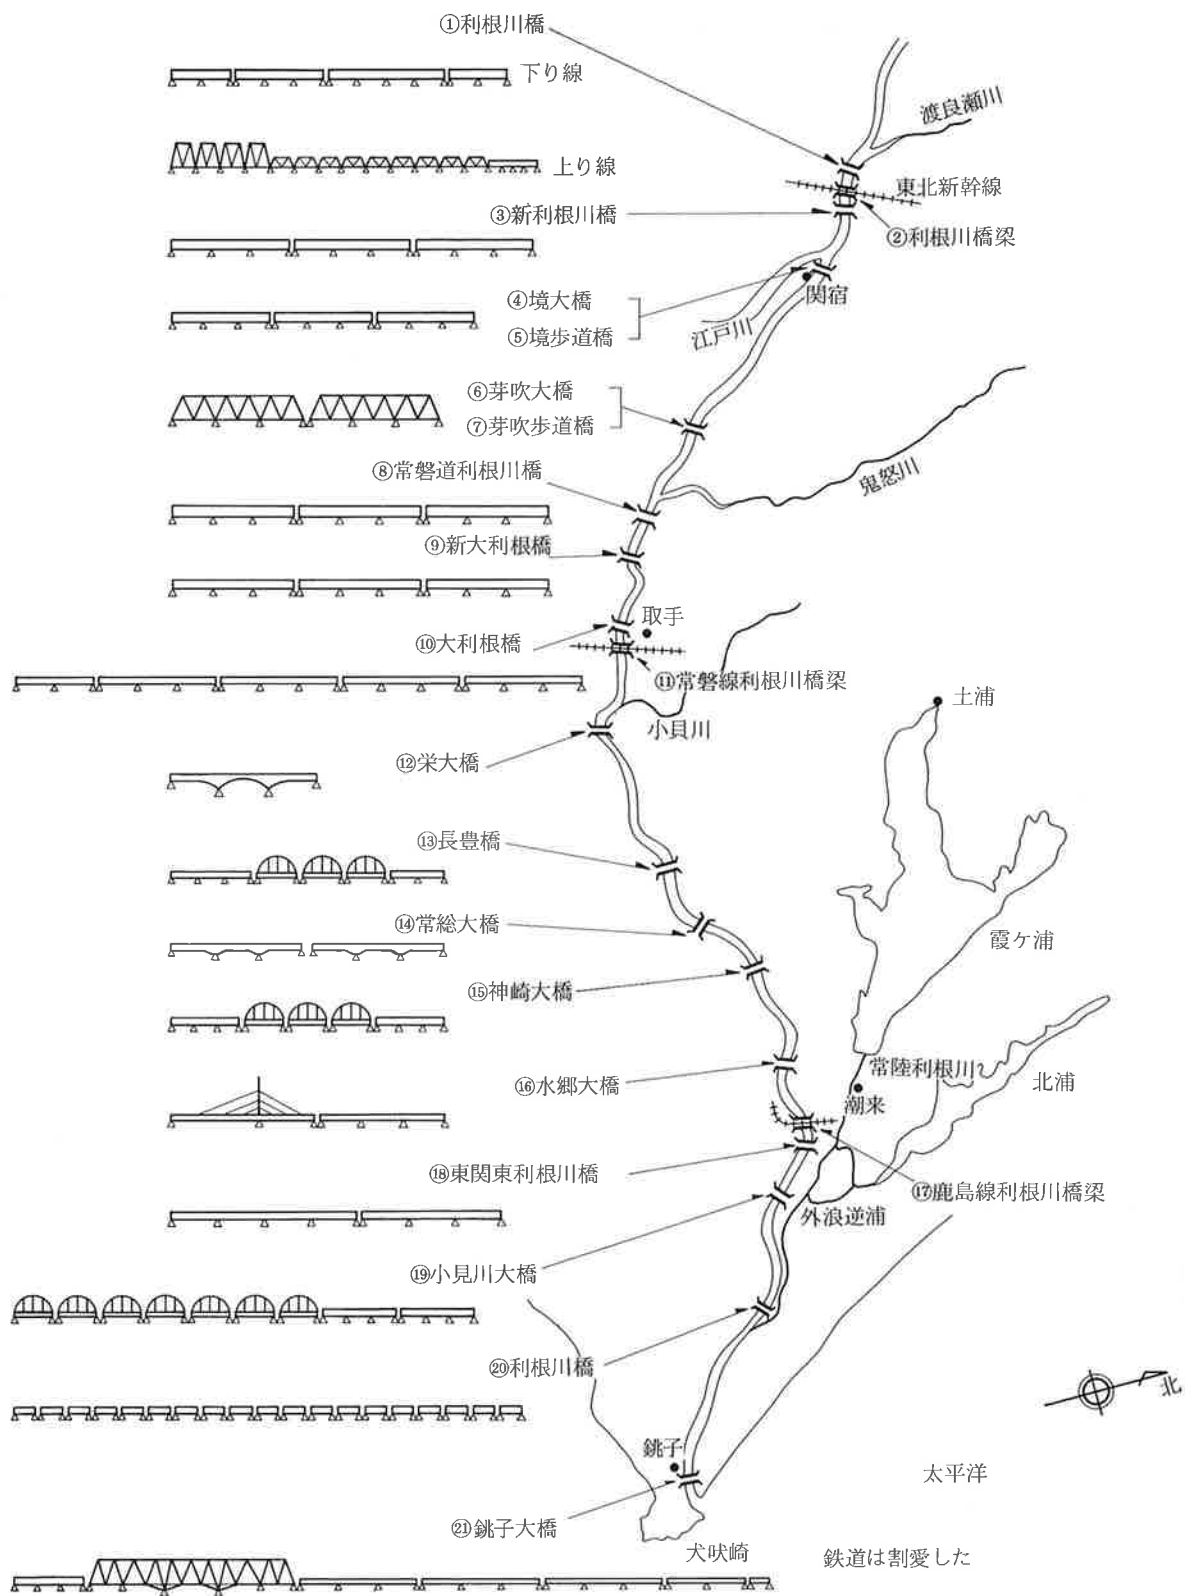 ①利根川橋
下り線
渡良瀬川
上り線
東北新幹線
③新利根川橋
②利根川橋梁
関宿
④境大橋
⑤境歩道橋
江戸川
⑥芽吹大橋
⑦芽吹歩道橋
⑧常磐道利根川橋
鬼怒川
⑨新大利根橋
取手
⑩大利根橋
⑪常磐線利根川橋梁
土浦
小貝川
⑫栄大橋
⑬長豊橋
⑭常総大橋
霞ケ浦
⑮神崎大橋
常陸利根川
北浦
⑯水郷大橋
潮来
⑱東関東利根川橋
⑰鹿島線利根川橋梁
外浪逆浦
⑲小見川大橋
⑳利根川橋
北
銚子
太平洋
㉑銚子大橋
犬吠崎
鉄道は割愛した